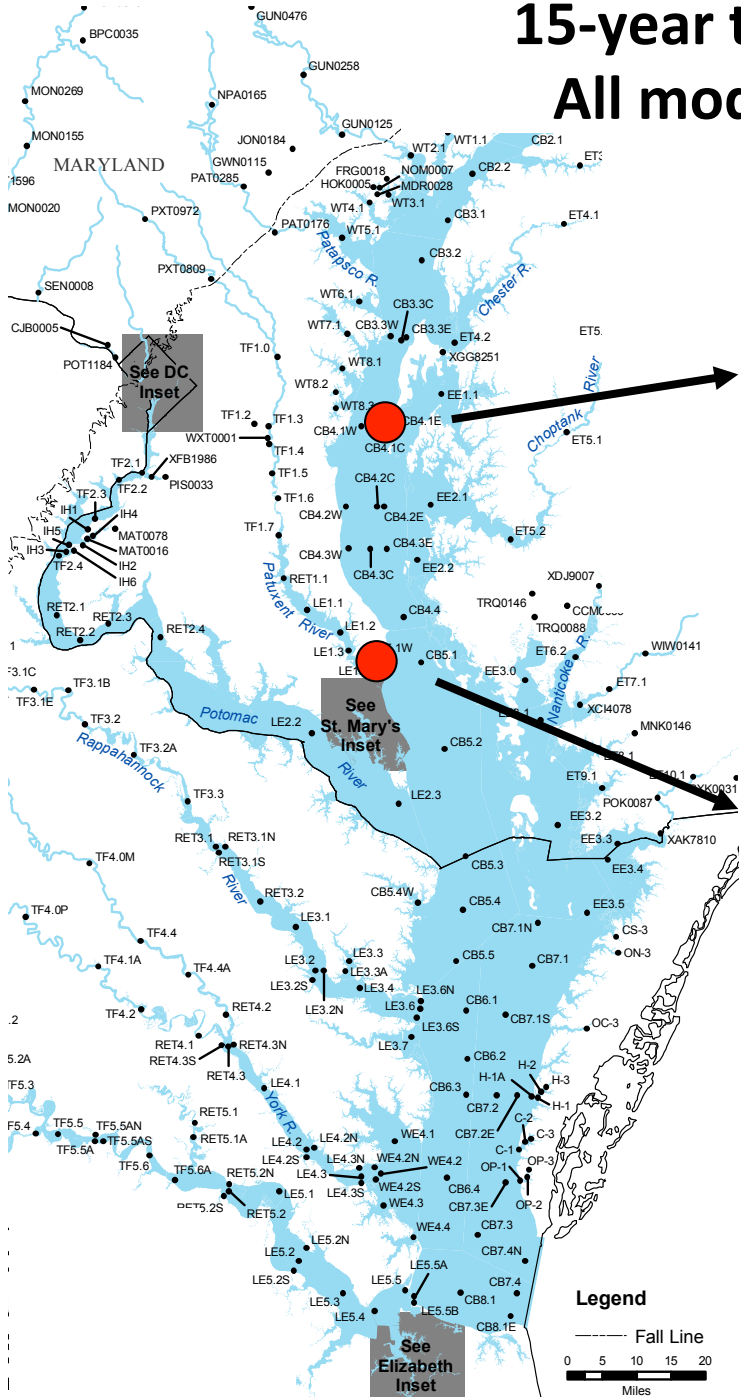 15-year t
All moc
GUN0476
BPC0035
GUN0258
MON0269
NPA0165
GUN0125
MON0155
JON0184
WT2.1
WT1.1
CB2.1
MARYLAND
GWN0115
FRG0018
NOM0007
CB2.2
ET3
1596
PAT0285
HOK0005
MDR0028
MON0020
WT4.1
WT3.1
PXT0972
PAT0176
WT5.1
CB3.1
ET4.1
Patapsco R.
CB3.2
Chester R.
PXT0809
SEN0008
WT6.1
CB3.3C
WT7.1
CB3.3W
CB3.3E
ET4.2
ET5.
CJB0005
POT1184
TF1.0
WT8.1
XGG8251
See DC
Inset
WT8.2
EE1.1
Choptank River
TF1.2
TF1.3
WT8.3
CB4.1W
CB4.1E
WXT0001
TF1.4
CB4.1C
ET5.1
TF2.1
XFB1986
TF1.5
TF2.2
PIS0033
TF2.3
TF1.6
CB4.2C
EE2.1
IH1
IH4
CB4.2W
CB4.2E
IH5
MAT0078
TF1.7
ET5.2
IH3
MAT0016
CB4.3W
CB4.3E
TF2.4
IH2
CB4.3C
EE2.2
IH6
RET1.1
XDJ9007
Patuxent River
RET2.1
RET2.3
LE1.1
CB4.4
TRQ0146
RET2.2
RET2.4
LE1.2
TRQ0088
LE1.3
.1W
CB5.1
ET6.2
WIW0141
TF3.1C
TF3.1B
EE3.0
ET7.1
TF3.1E
Nanticoke R.
TF3.2
Potomac
See
St. Mary's
Inset
XCI4078
LE2.2
MNK0146
TF3.2A
Rappahannock
CB5.2
River
ET9.1
TF3.3
LE2.3
POK0087
RET3.1
RET3.1N
EE3.2
RET3.1S
EE3.3
XAK7810
TF4.0M
CB5.3
EE3.4
River
RET3.2
CB5.4W
CB5.4
EE3.5
TF4.0P
LE3.1
CB7.1N
TF4.4
CS-3
LE3.3
CB5.5
CB7.1
ON-3
TF4.1A
TF4.4A
LE3.2
LE3.3A
LE3.2S
LE3.4
LE3.6N
LE3.2N
LE3.6
CB6.1
TF4.2
RET4.2
CB7.1S
LE3.6S
OC-3
RET4.1
RET4.3N
LE3.7
RET4.3S
CB6.2
RET4.3
H-2
H-3
H-1A
LE4.1
CB6.3
CB7.2
H-1
York R.
C-2
CB7.2E
C-3
RET5.1
TF5.3
TF5.4
TF5.5
TF5.5AN
RET5.1A
LE4.2
LE4.2N
WE4.1
C-1
TF5.5A
TF5.5AS
LE4.2S
LE4.3N
WE4.2N
WE4.2
OP-1
OP-3
TF5.6
LE4.3
TF5.6A
RET5.2N
LE4.3S
WE4.2S
CB6.4
OP-2
RET5.2S
RET5.2
LE5.1
WE4.3
CB7.3E
WE4.4
CB7.3
LE5.2N
CB7.4N
LE5.2
LE5.2S
LE5.5A
LE5.5
CB7.4
LE5.3
CB8.1
LE5.4
LE5.5B
CB8.1E
See
Elizabeth
Inset
Legend
Fall Line
0 5 10 20
Miles